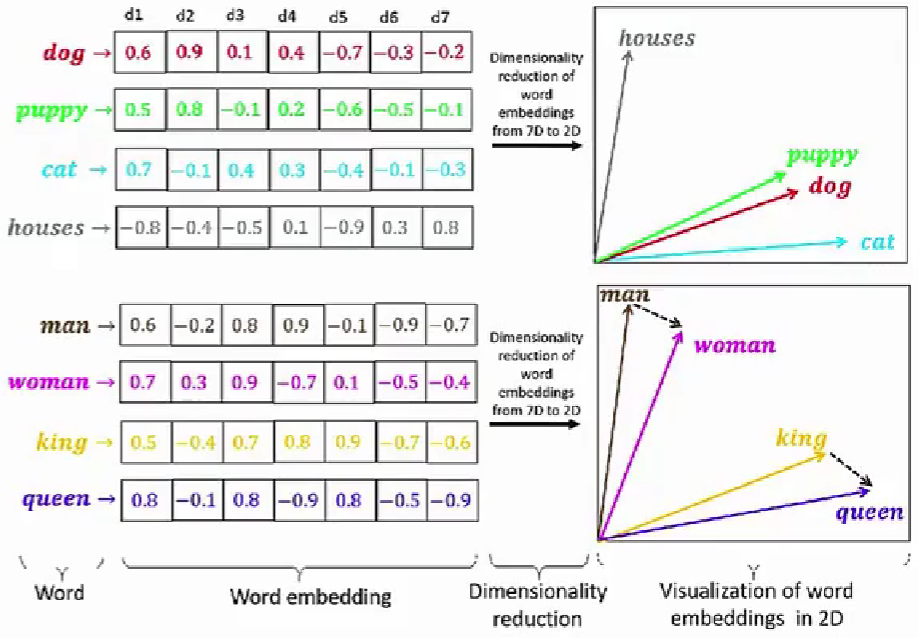 d1 d2 d3 d4 d5 d6 d7
dog → 0.6 0.9 0.1 0.4 −0.7 −0.3 −0.2
puppy → 0.5 0.8 −0.1 0.2 −0.6 −0.5 −0.1
cat → 0.7 −0.1 0.4 0.3 −0.4 −0.1 −0.3
houses → −0.8 −0.4 −0.5 0.1 −0.9 0.3 0.8
Dimensionality
reduction of
word
embeddings
from 7D to 2D
houses
puppy
dog
cat
man → 0.6 −0.2 0.8 0.9 −0.1 −0.9 −0.7
woman → 0.7 0.3 0.9 −0.7 0.1 −0.5 −0.4
king → 0.5 −0.4 0.7 0.8 0.9 −0.7 −0.6
queen → 0.8 −0.1 0.8 −0.9 0.8 −0.5 −0.9
Dimensionality
reduction of
word
embeddings
from 7D to 2D
man
woman
king
queen
Word
Word embedding
Dimensionality
reduction
Visualization of word
embeddings in 2D